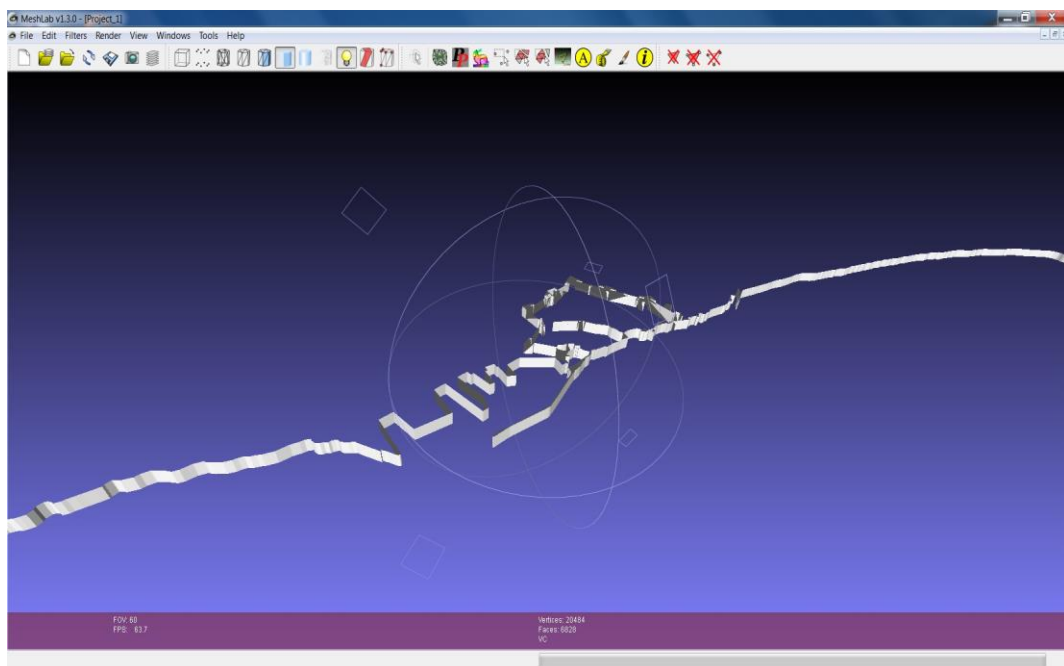 MeshLab v1.3.0 - [Project_1]
File Edit Filters Render View Windows Tools Help
A
i
FOV: 60
FPS: 63.7
Vertices: 20484
Faces: 6828
VC